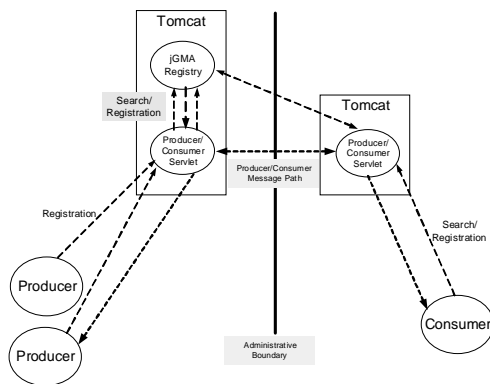 Tomcat
jGMA
Registry
Search/
Registration
Producer/
Consumer
Servlet
Registration
Producer
Producer
Producer/Consumer
Message Path
Administrative
Boundary
Tomcat
Producer/
Consumer
Servlet
Search/
Registration
Consumer